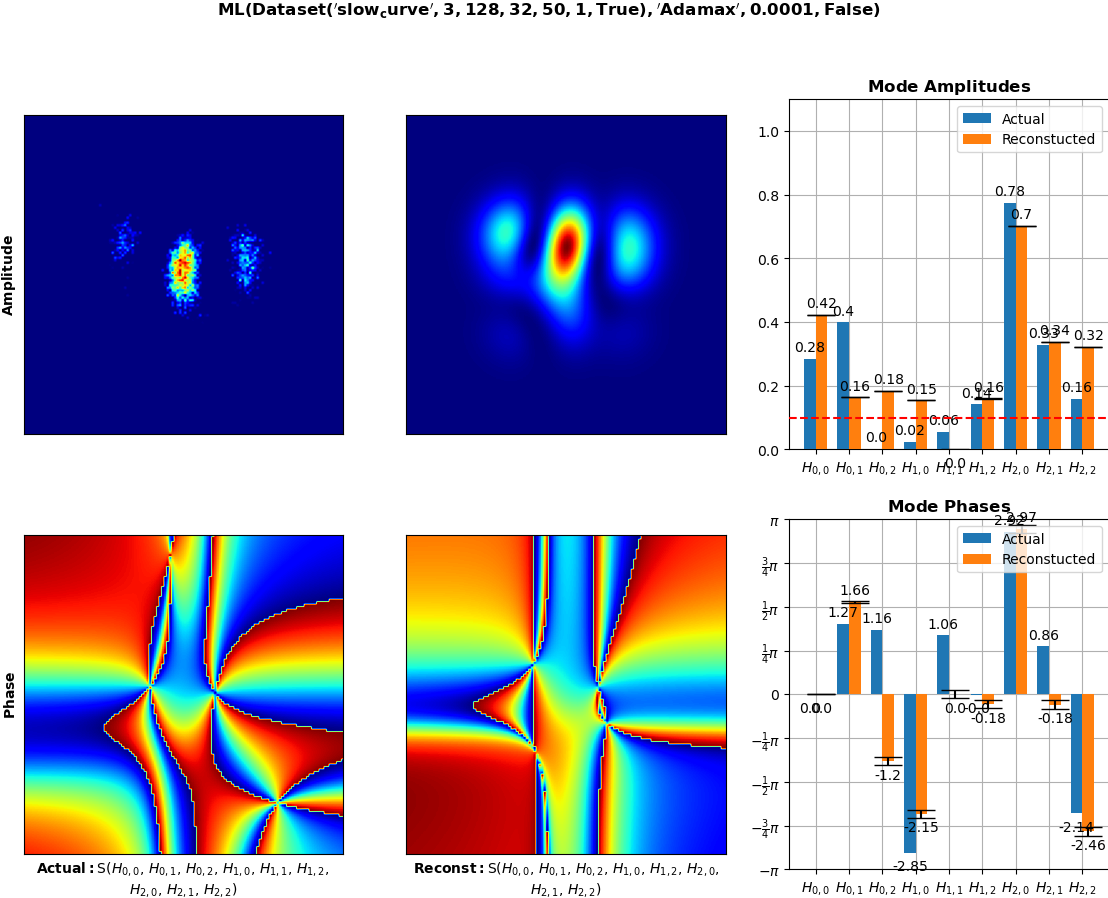 ML(Dataset('slow_curve', 3, 128, 32, 50, 1, True), 'Adamax', 0.0001, False)
Amplitude
Mode Amplitudes
Actual
Reconstucted
1.0
0.8
0.6
0.4
0.2
0.0
0.28
0.42
0.4
0.16
0.0
0.18
0.02
0.15
0.06
0.0
0.14
0.16
0.78
0.7
0.33
0.34
0.16
0.32
H0,0 H0,1 H0,2 H1,0 H1,1 H1,2 H2,0 H2,1 H2,2
Phase
Actual: S(H0,0, H0,1, H0,2, H1,0, H1,1, H1,2,
H2,0, H2,1, H2,2)
Reconst: S(H0,0, H0,1, H0,2, H1,0, H1,2, H2,0,
H2,1, H2,2)
Mode Phases
Actual
Reconstucted
π
3/4π
1/2π
1/4π
0
−1/4π
−1/2π
−3/4π
−π
0.0
0.0
1.27
1.66
1.16
-1.2
-2.85
-2.15
1.06
0.0
-0.18
2.92
2.97
0.86
-0.18
-2.14
-2.46
H0,0 H0,1 H0,2 H1,0 H1,1 H1,2 H2,0 H2,1 H2,2